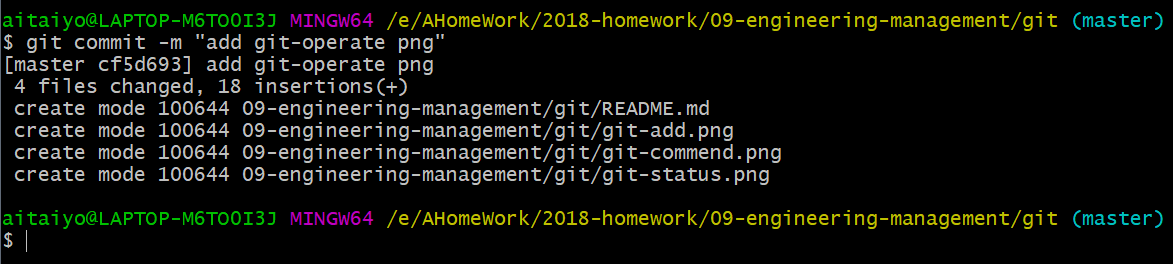 aitaiyo@LAPTOP-M6TOOI3J MINGW64 /e/AHomeWork/2018-homework/09-engineering-management/git (master)
$ git commit -m "add git-operate png"
[master cf5d693] add git-operate png
 4 files changed, 18 insertions(+)
 create mode 100644 09-engineering-management/git/README.md
 create mode 100644 09-engineering-management/git/git-add.png
 create mode 100644 09-engineering-management/git/git-commend.png
 create mode 100644 09-engineering-management/git/git-status.png
aitaiyo@LAPTOP-M6TOOI3J MINGW64 /e/AHomeWork/2018-homework/09-engineering-management/git (master)
$